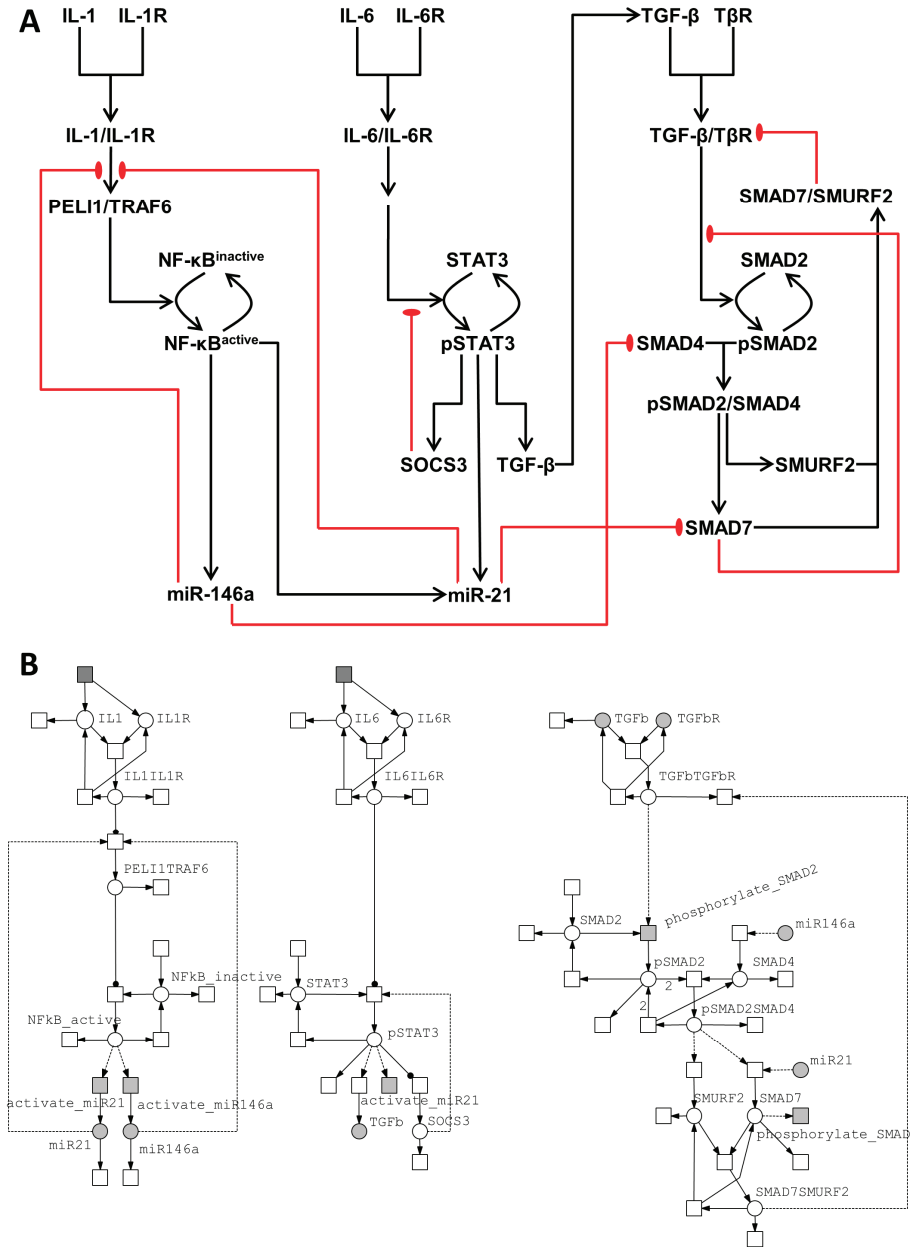 A
IL-1 IL-1R
IL-6 IL-6R
TGF-β TβR
IL-1/IL-1R
IL-6/IL-6R
TGF-β/TβR
PELI1/TRAF6
SMAD7/SMURF2
NF-κBinactive
STAT3
SMAD2
NF-κBactive
pSTAT3
SMAD4
pSMAD2
pSMAD2/SMAD4
SOCS3
TGF-β
SMURF2
SMAD7
miR-146a
miR-21
B
IL1
IL1R
IL6
IL6R
TGFb
TGFbR
IL1IL1R
IL6IL6R
TGFbTGFbR
PELI1TRAF6
phosphorylate_SMAD2
SMAD2
miR146a
NFkB_inactive
STAT3
pSMAD2
SMAD4
2
2
NFkB_active
pSTAT3
pSMAD2SMAD4
miR21
activate_miR21
activate_miR146a
activate_miR21
SMURF2
SMAD7
miR21
miR146a
TGFb
SOCS3
phosphorylate_SMAD
SMAD7SMURF2